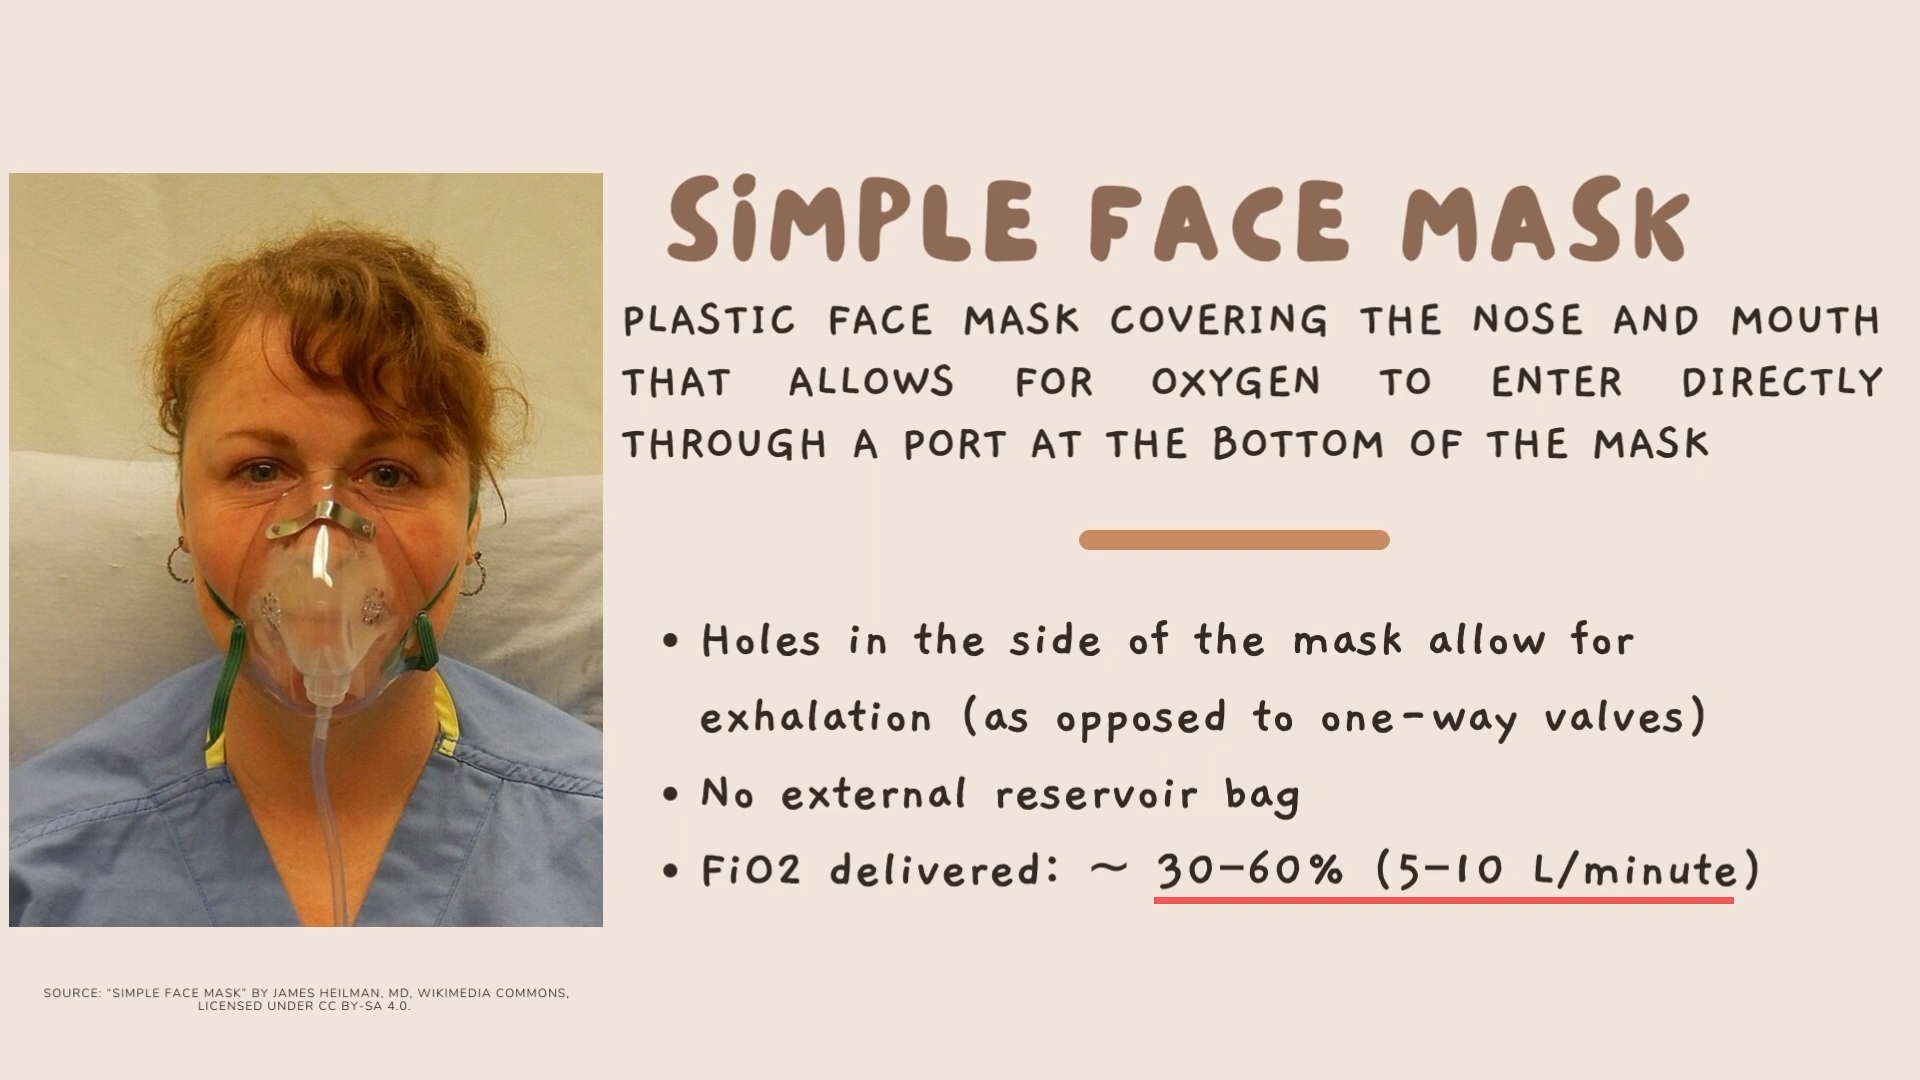 SiMPLE FACE MASK
PLASTIC FACE MASK COVERING THE NOSE AND MOUTH
THAT ALLOWS FOR OXYGEN TO ENTER DIRECTLY
THROUGH A PORT AT THE BOTTOM OF THE MASK
• Holes in the side of the mask allow for
exhalation (as opposed to one-way valves)
• No external reservoir bag
• FiO2 delivered: ~ 30-60% (5-10 L/minute)
SOURCE: "SIMPLE FACE MASK" BY JAMES HEILMAN, MD, WIKIMEDIA COMMONS,
LICENSED UNDER CC BY-SA 4.0.